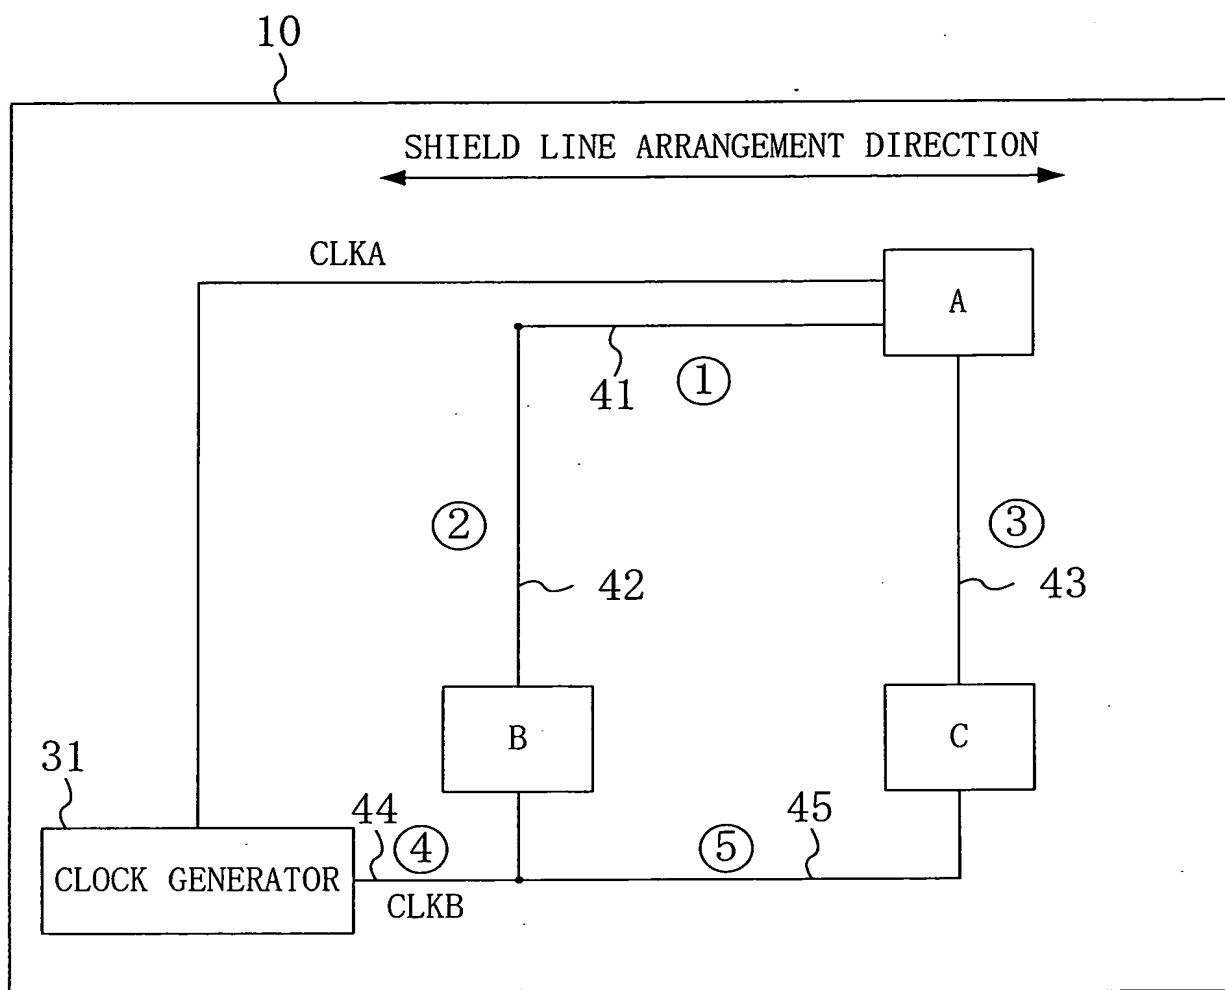 10
SHIELD LINE ARRANGEMENT DIRECTION
CLKA
A
41
①
②
③
42
43
B
C
31
44
④
⑤
45
CLOCK GENERATOR
CLKB